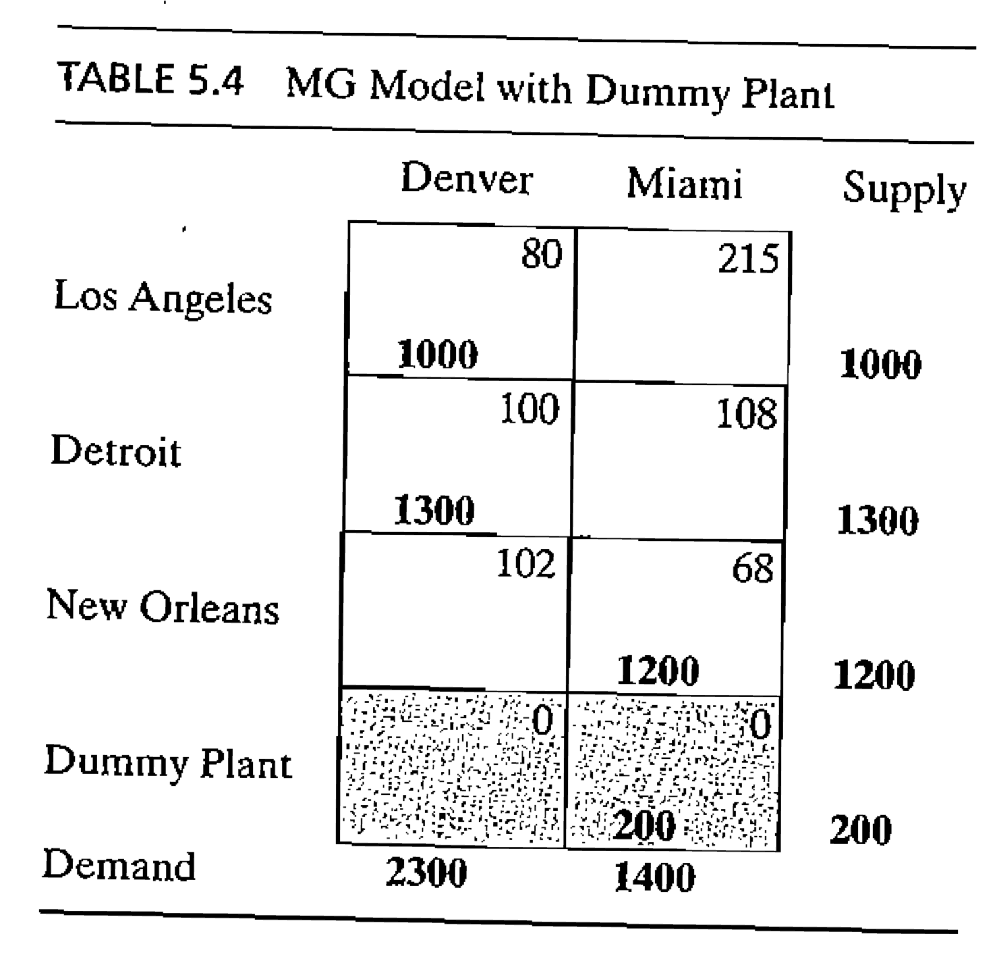 TABLE 5.4 MG Model with Dummy Plant
Denver Miami Supply
80 215
Los Angeles
1000 1000
100 108
Detroit
1300 1300
102 68
New Orleans
1200 1200
0 0
Dummy Plant
200 200
Demand 2300 1400